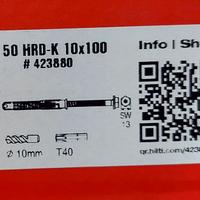 50 HRD-K 10x100
# 423880
Info | Sh
SW
13
Ø 10mm
T40
qr.hilti.com/423